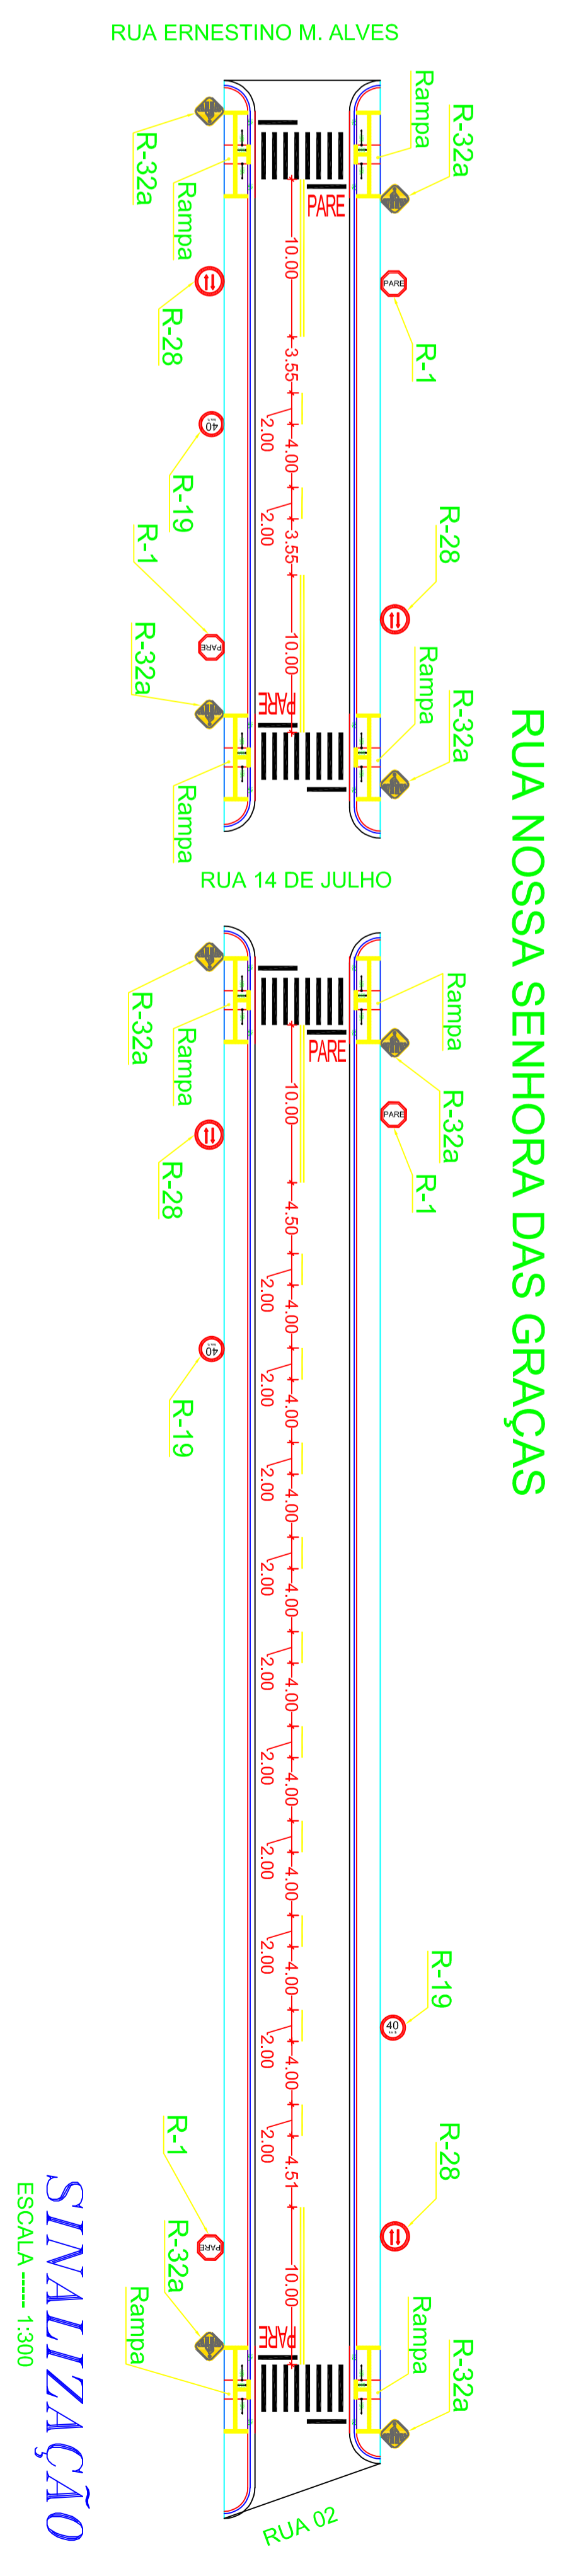 RUA ERNESTINO M. ALVES
Rampa
R-32a
R-32a
Rampa
PARE
10.00
R-28
PARE
R-1
3.55
2.00
4.00
40
R-19
2.00
3.55
R-1
R-28
PARE
10.00
R-32a
Rampa
R-32a
PARE
Rampa
RUA NOSSA SENHORA DAS GRAÇAS
RUA 14 DE JULHO
R-32a
Rampa
Rampa
R-32a
PARE
10.00
R-28
PARE
R-1
4.50
2.00
4.00
40
R-19
2.00
4.00
2.00
4.00
2.00
4.00
2.00
4.00
2.00
4.00
2.00
4.00
2.00
4.00
2.00
4.00
2.00
4.51
R-19
40
R-28
R-1
PARE
10.00
R-32a
Rampa
PARE
Rampa
R-32a
RUA 02
SINALIZAÇÃO
ESCALA ----- 1:300